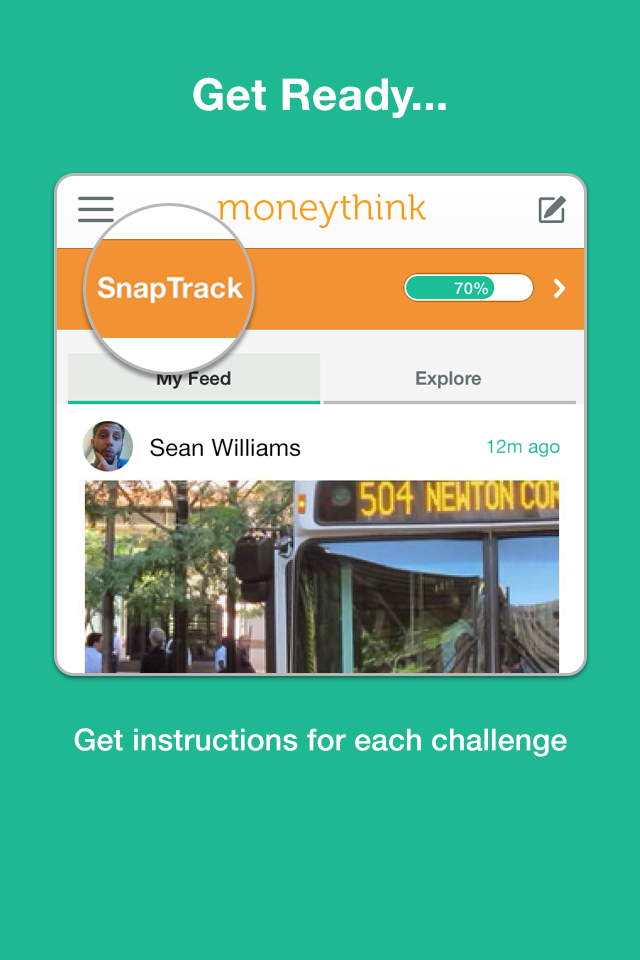 Get Ready...
moneythink
SnapTrack
70%
My Feed
Explore
Sean Williams
12m ago
504 NEWTON COR
Get instructions for each challenge